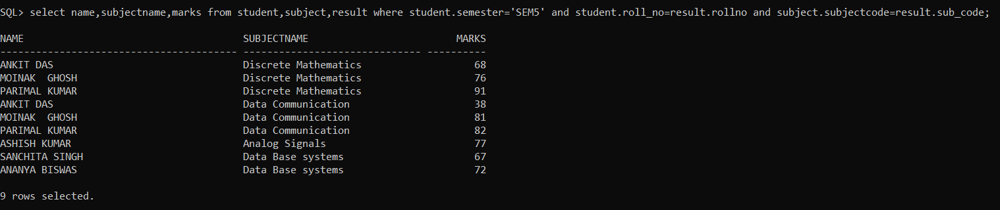 SQL> select name,subjectname,marks from student,subject,result where student.semester='SEM5' and student.roll_no=result.rollno and subject.subjectcode=result.sub_code;
NAME                                     SUBJECTNAME                         MARKS
---------------------------------------- ------------------------------ ----------
ANKIT DAS                                Discrete Mathematics                   68
MOINAK  GHOSH                            Discrete Mathematics                   76
PARIMAL KUMAR                            Discrete Mathematics                   91
ANKIT DAS                                Data Communication                     38
MOINAK  GHOSH                            Data Communication                     81
PARIMAL KUMAR                            Data Communication                     82
ASHISH KUMAR                             Analog Signals                         77
SANCHITA SINGH                           Data Base systems                      67
ANANYA BISWAS                            Data Base systems                      72
9 rows selected.